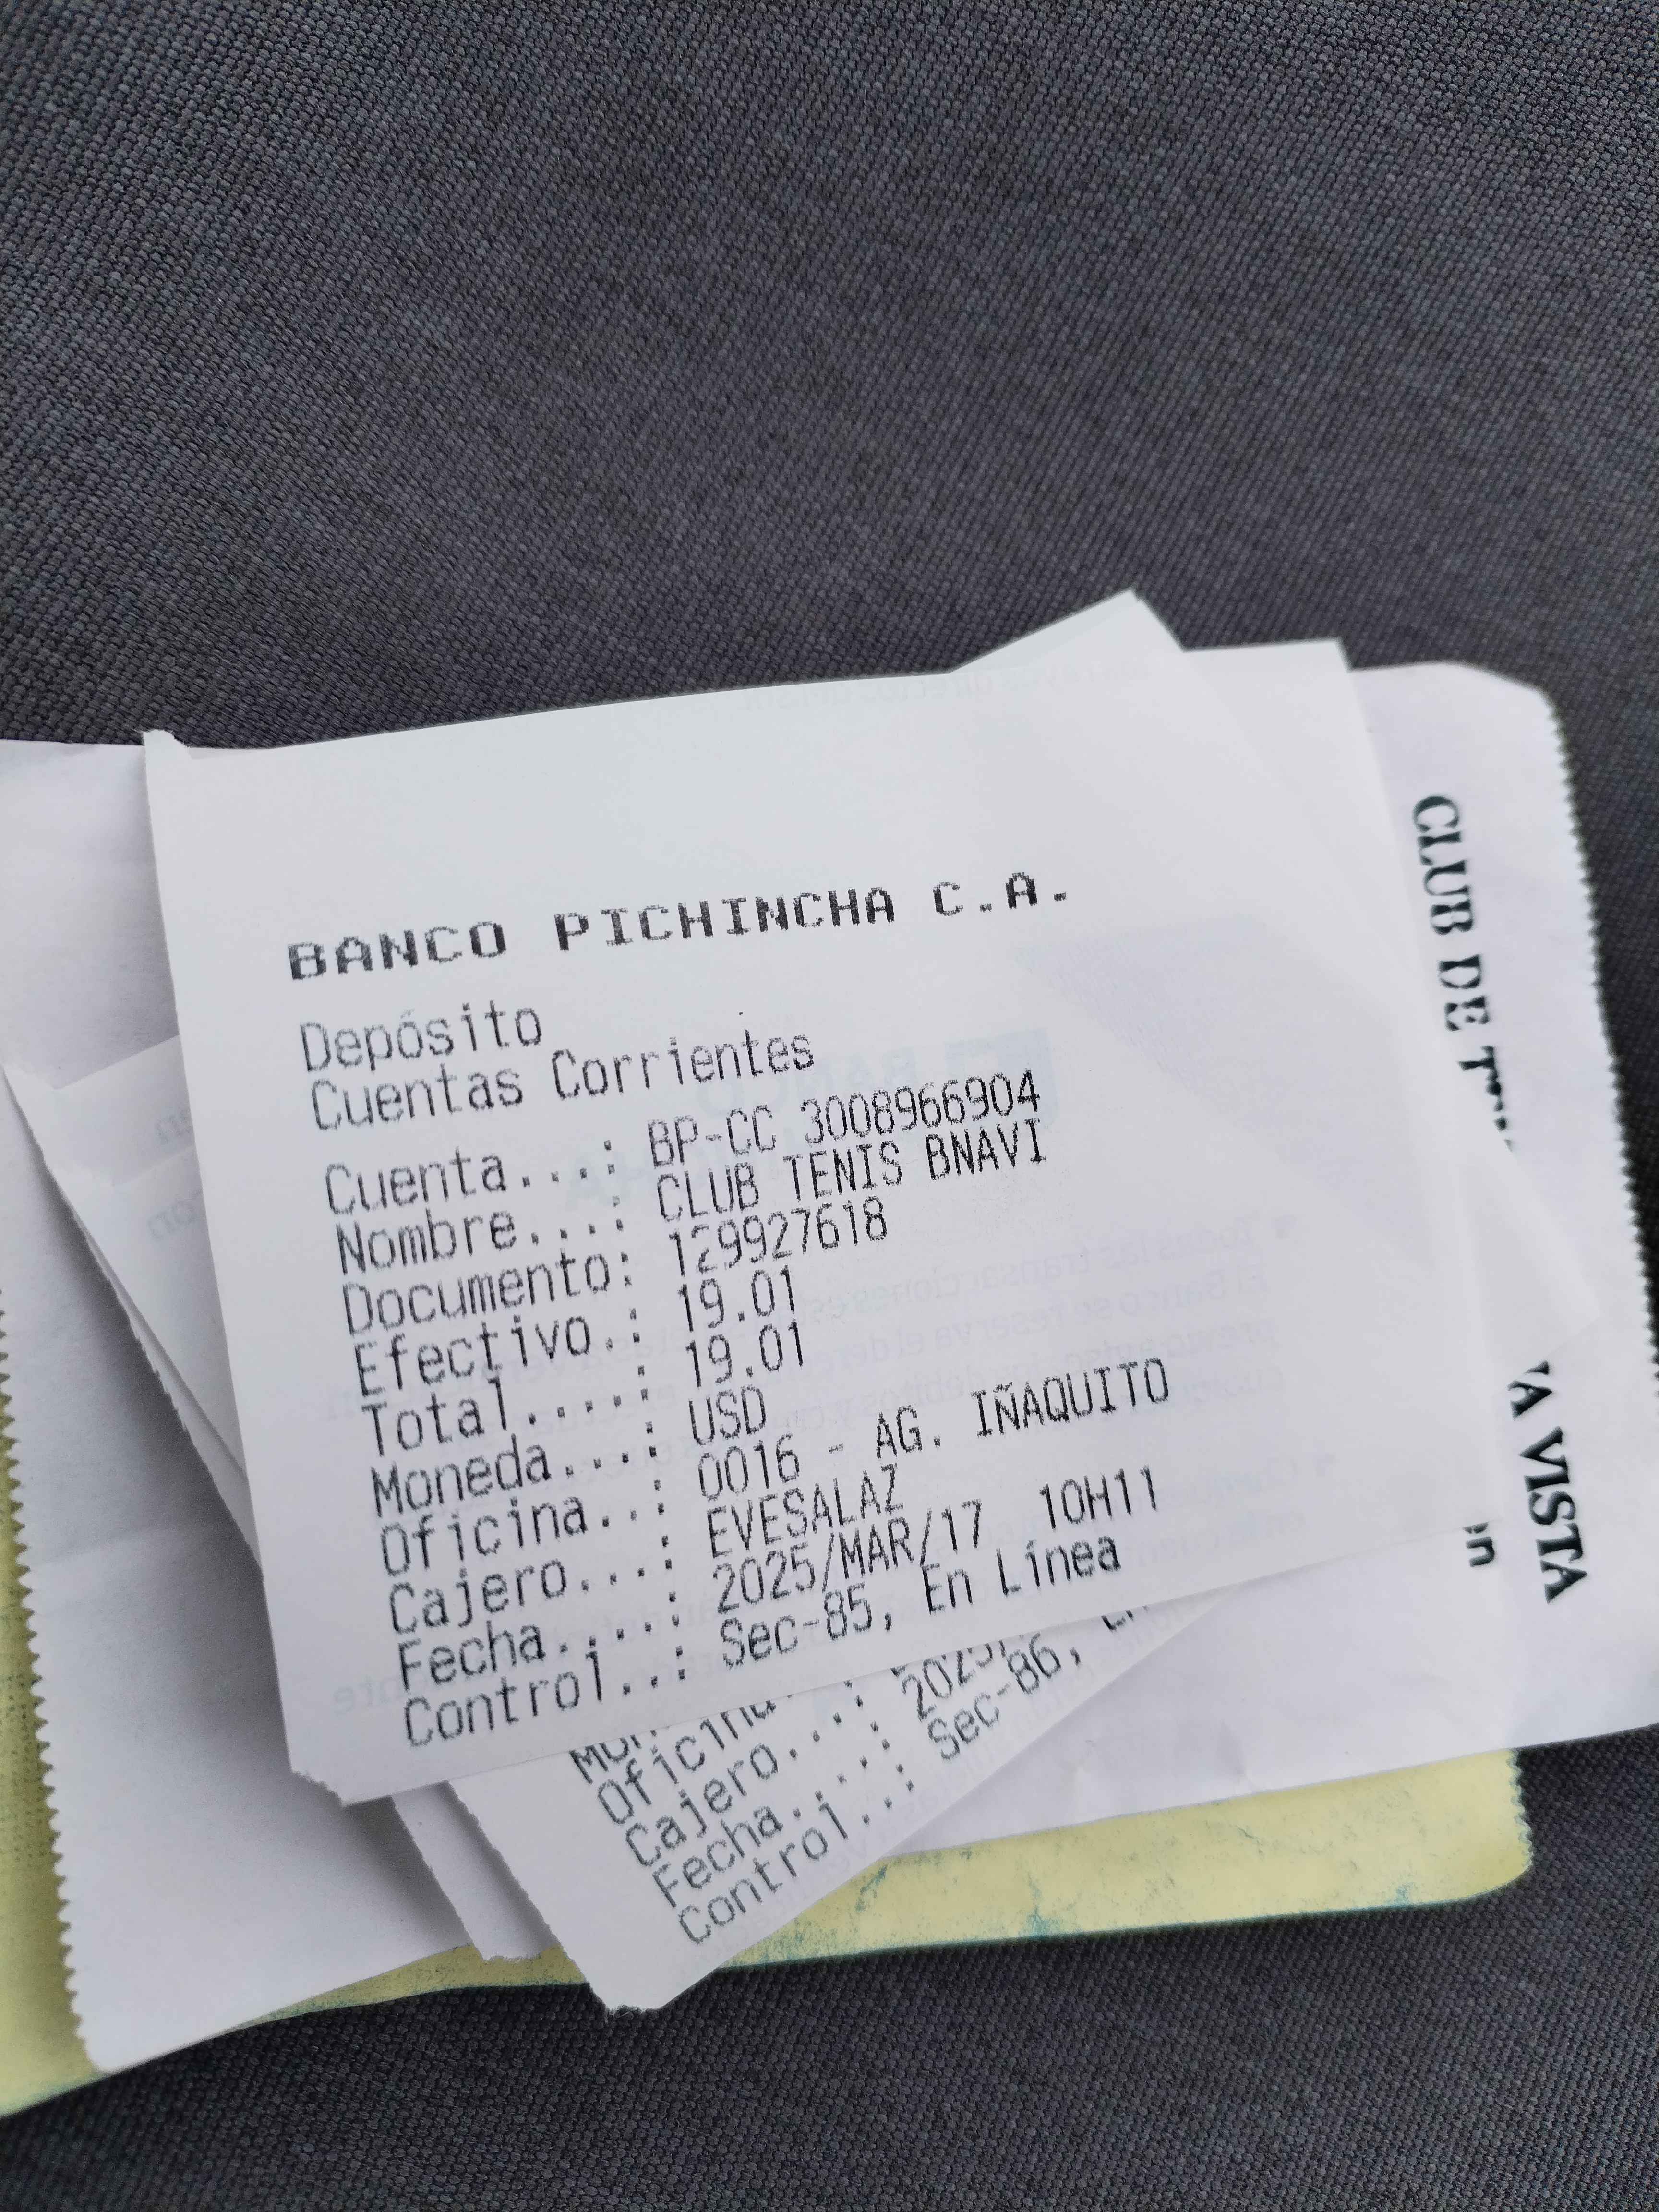 BANCO PICHINCHA C.A.
Depósito
Cuentas Corrientes
Cuenta...: BP-CC 3008966904
Nombre...: CLUB TENIS BNAVI
Documento: 129927618
Efectivo.: 19.01
Total....: 19.01
Moneda...: USD
Oficina..: 0016 - AG. IÑAQUITO
Cajero...: EVESALAZ
Fecha....: 2025/MAR/17 10H11
Control..: Sec-85, En Línea
Oficina
Cajero...:
Fecha....: 2025/
Control..: Sec-86,
CLUB DE
VISTA